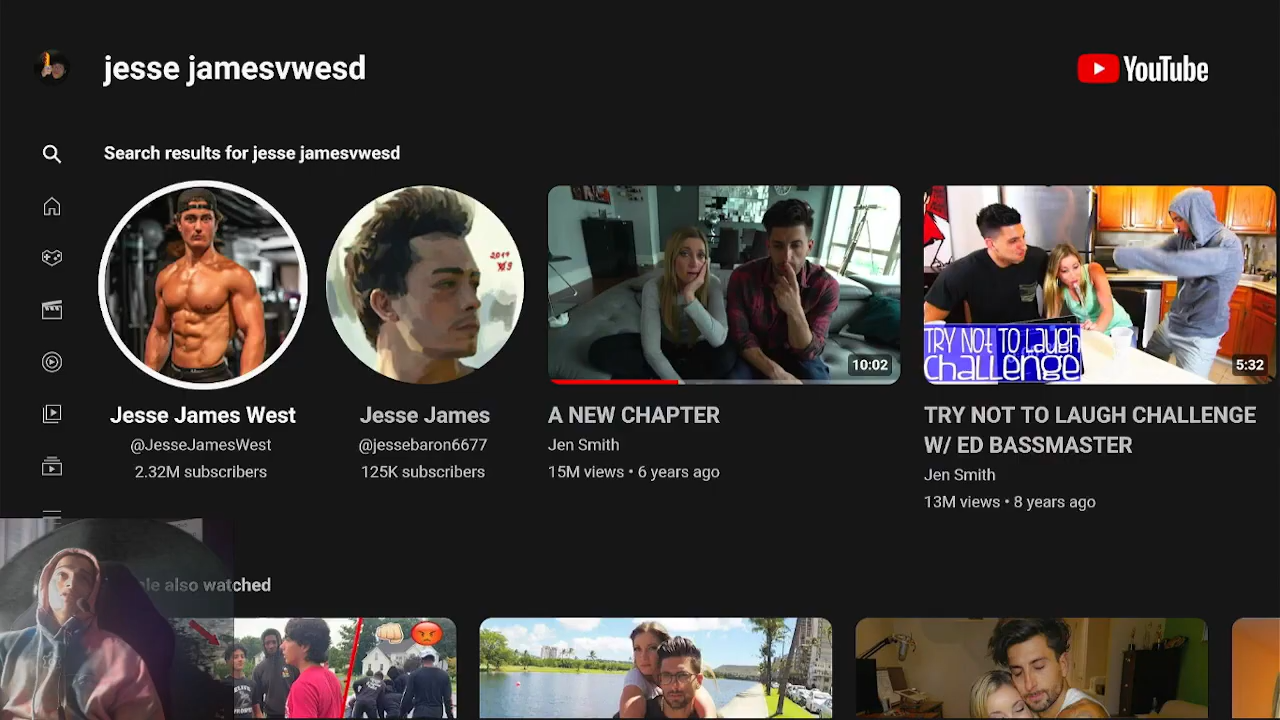 jesse jamesvwesd
YouTube
Search results for jesse jamesvwesd
2017
10:02
TRY NOT TO LAUGH
CHALLENGE
5:32
Jesse James West
@JesseJamesWest
2.32M subscribers
Jesse James
@jessebaron6677
125K subscribers
A NEW CHAPTER
Jen Smith
15M views • 6 years ago
TRY NOT TO LAUGH CHALLENGE
W/ ED BASSMASTER
Jen Smith
13M views • 8 years ago
also watched